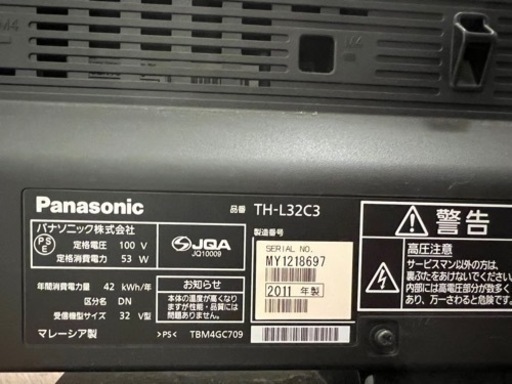 Panasonic
パナソニック株式会社
PS
E
定格電圧 100 V
定格消費電力 53 W
年間消費電力量 42 kWh/年
区分名 DN
受信機型サイズ 32 V型
マレーシア製
JQA
JQ10009
お知らせ
本体の温度が高くなり
ますが性能・品質には
問題ありません。
>PS< TBM4GC709
品番 TH-L32C3
製造番号
SERIAL NO.
MY1218697
2011 年製
警告
高圧注意
サービスマン以外の方は、
裏ぶたをあけないでください。
内部には高電圧部分が数多く
あり、万一さわると危険です。